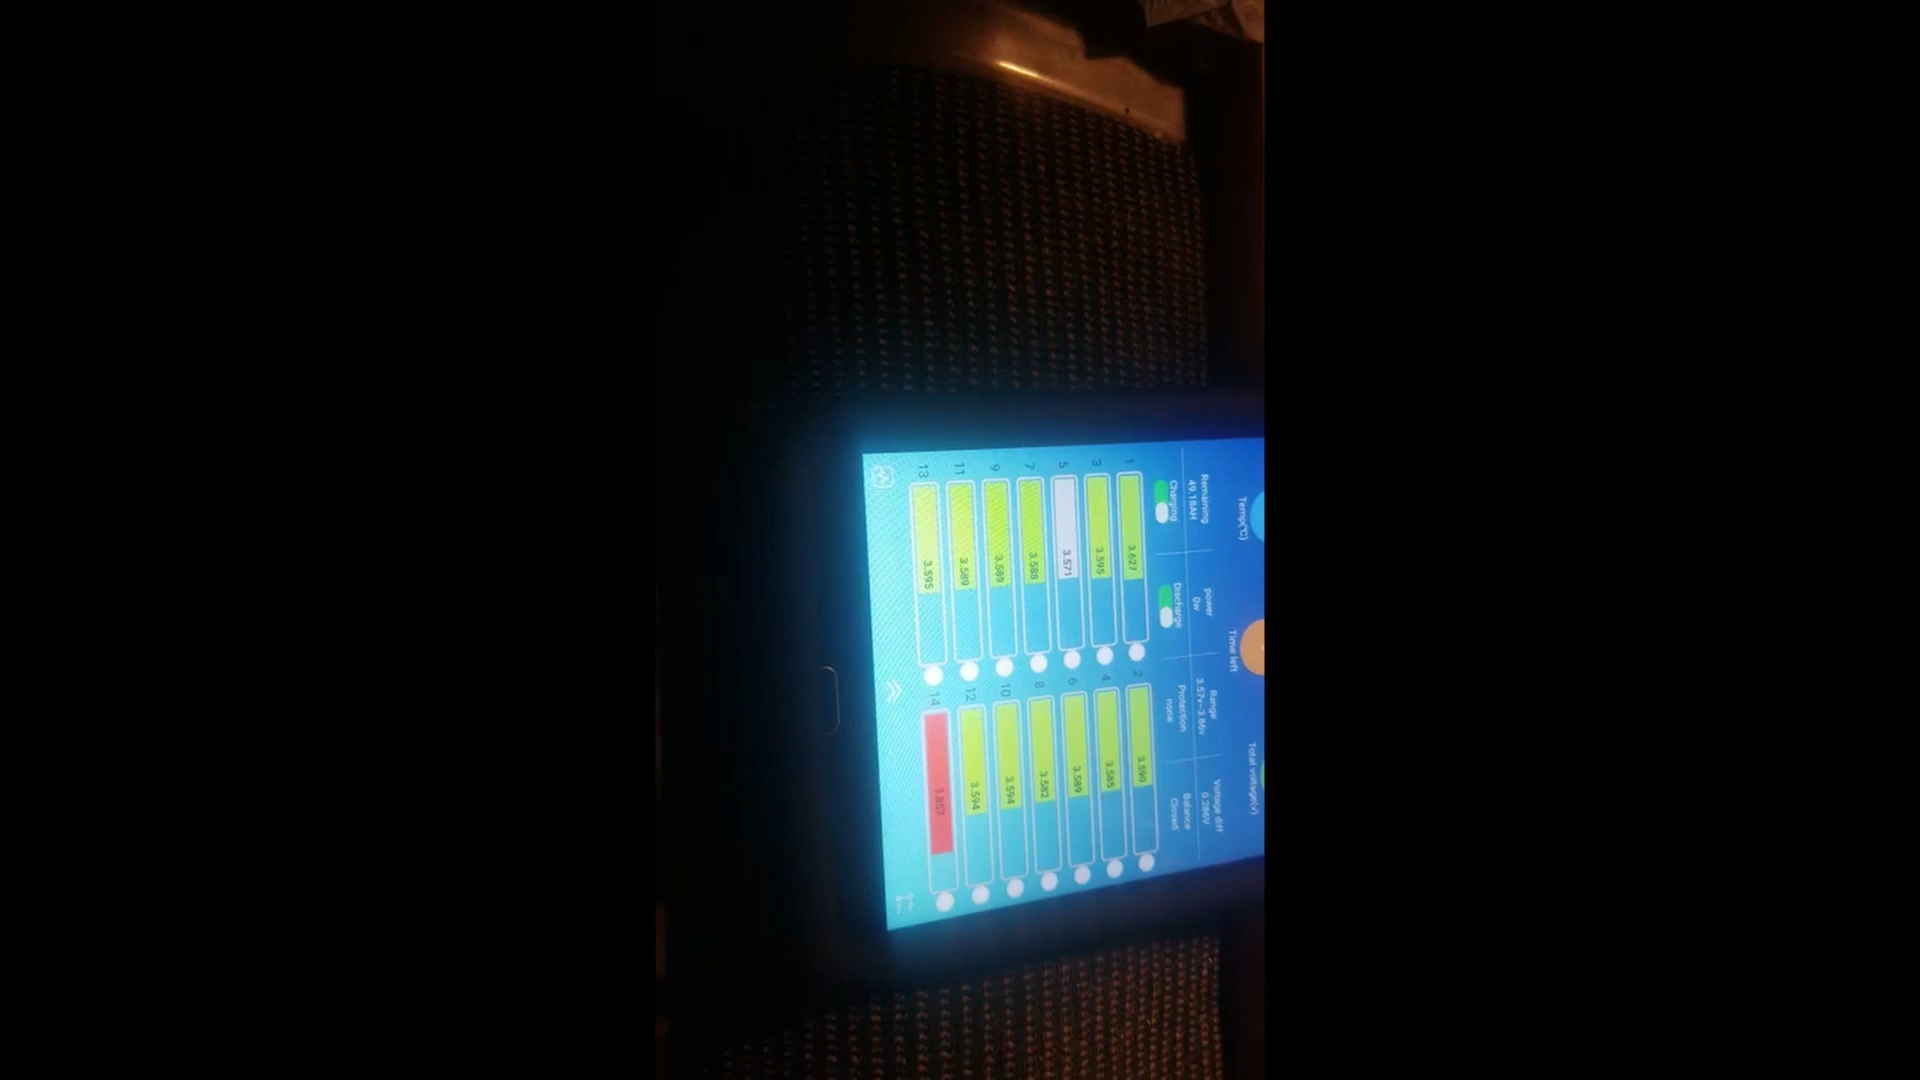 Temp(℃)
Time left
Total voltage(v)
Remaining
49.18AH
power
0w
Range
3.57v~3.86v
Voltage diff
0.286V
Charging
Discharge
Protection
none
Balance
Closed
1 3.627
2 3.590
3 3.595
4 3.585
5 3.571
6 3.589
7 3.588
8 3.582
9 3.589
10 3.594
11 3.589
12 3.594
13 3.595
14 3.857